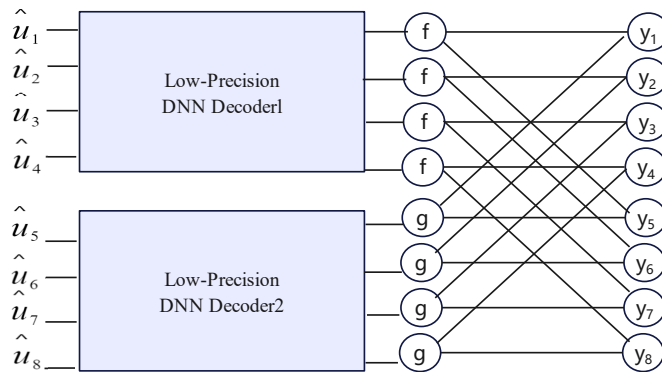 û₁ f y₁
û₂ f y₂
Low-Precision
DNN Decoder1
û₃ f y₃
û₄ f y₄
û₅ g y₅
û₆ g y₆
Low-Precision
DNN Decoder2
û₇ g y₇
û₈ g y₈